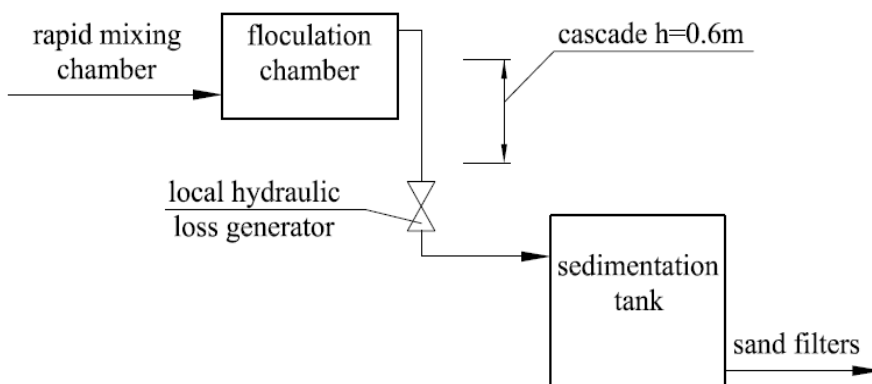 rapid mixing
chamber
floculation
chamber
cascade h=0.6m
local hydraulic
loss generator
sedimentation
tank
sand filters